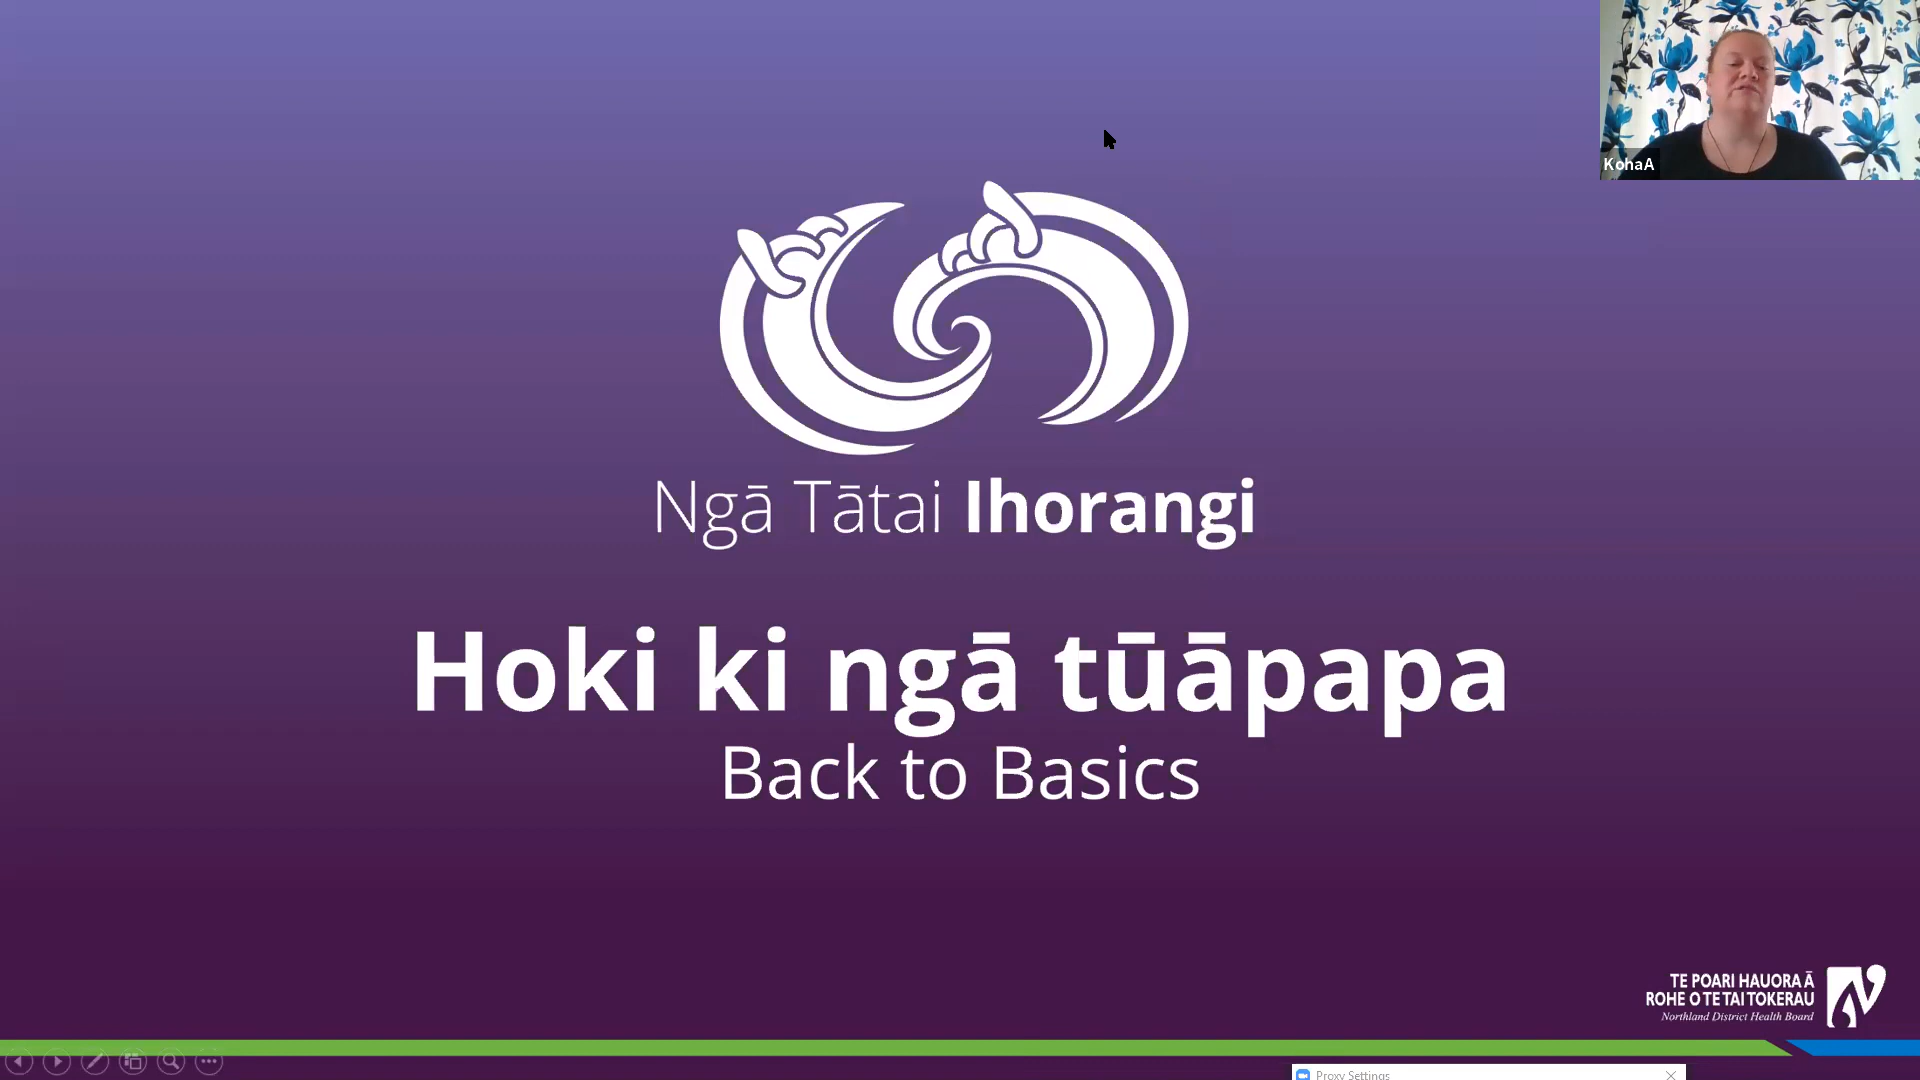 KohaA
Ngā Tātai Ihorangi
Hoki ki ngā tūāpapa
Back to Basics
TE POARI HAUORA Ā
ROHE O TE TAI TOKERAU
Northland District Health Board
Proxy Settings